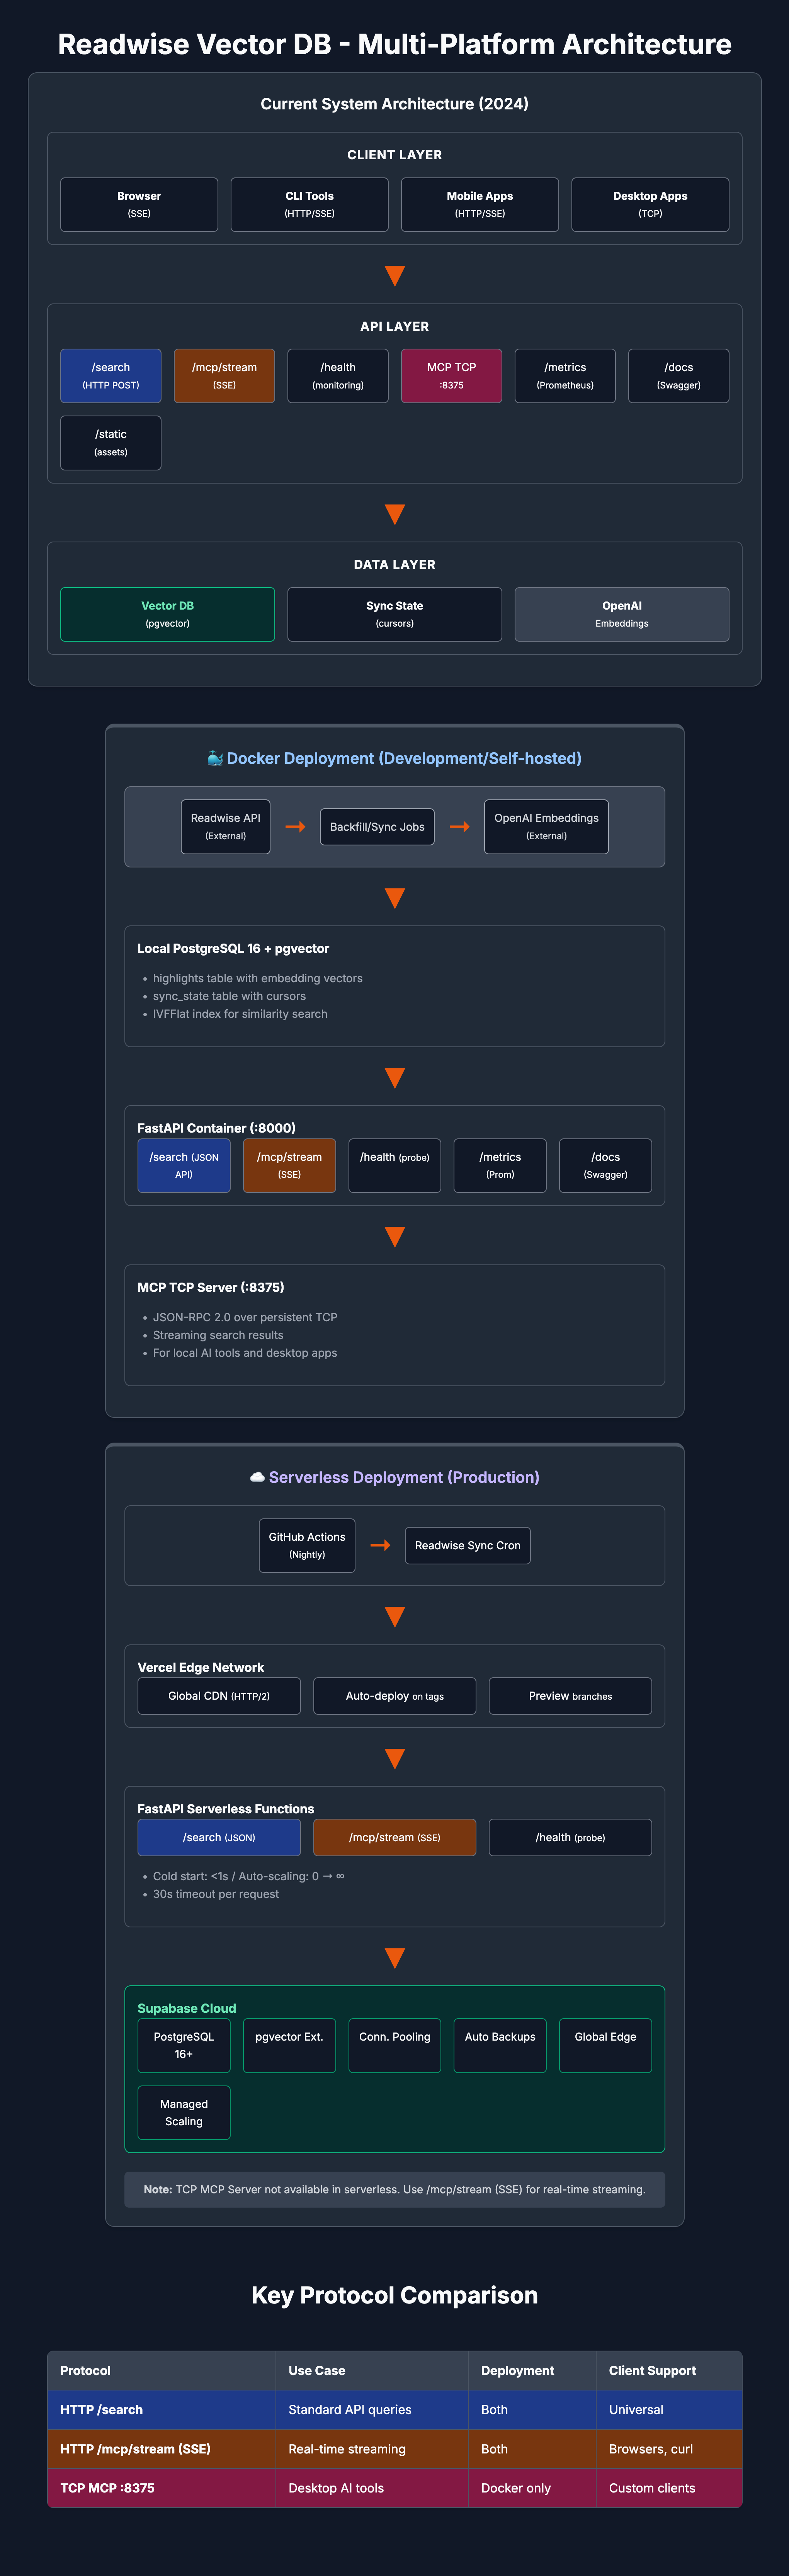 Readwise Vector DB - Multi-Platform Architecture
Current System Architecture (2024)
CLIENT LAYER
Browser
(SSE)
CLI Tools
(HTTP/SSE)
Mobile Apps
(HTTP/SSE)
Desktop Apps
(TCP)
API LAYER
/search
(HTTP POST)
/mcp/stream
(SSE)
/health
(monitoring)
MCP TCP
:8375
/metrics
(Prometheus)
/docs
(Swagger)
/static
(assets)
DATA LAYER
Vector DB
(pgvector)
Sync State
(cursors)
OpenAI
Embeddings
🐳 Docker Deployment (Development/Self-hosted)
Readwise API
(External)
→
Backfill/Sync Jobs
→
OpenAI Embeddings
(External)
Local PostgreSQL 16 + pgvector
• highlights table with embedding vectors
• sync_state table with cursors
• IVFFlat index for similarity search
FastAPI Container (:8000)
/search (JSON
API)
/mcp/stream
(SSE)
/health (probe)
/metrics
(Prom)
/docs
(Swagger)
MCP TCP Server (:8375)
• JSON-RPC 2.0 over persistent TCP
• Streaming search results
• For local AI tools and desktop apps
☁️ Serverless Deployment (Production)
GitHub Actions
(Nightly)
→
Readwise Sync Cron
Vercel Edge Network
Global CDN (HTTP/2)
Auto-deploy on tags
Preview branches
FastAPI Serverless Functions
/search (JSON)
/mcp/stream (SSE)
/health (probe)
• Cold start: <1s / Auto-scaling: 0 → ∞
• 30s timeout per request
Supabase Cloud
PostgreSQL
16+
pgvector Ext.
Conn. Pooling
Auto Backups
Global Edge
Managed
Scaling
Note: TCP MCP Server not available in serverless. Use /mcp/stream (SSE) for real-time streaming.
Key Protocol Comparison
Protocol Use Case Deployment Client Support
HTTP /search Standard API queries Both Universal
HTTP /mcp/stream (SSE) Real-time streaming Both Browsers, curl
TCP MCP :8375 Desktop AI tools Docker only Custom clients